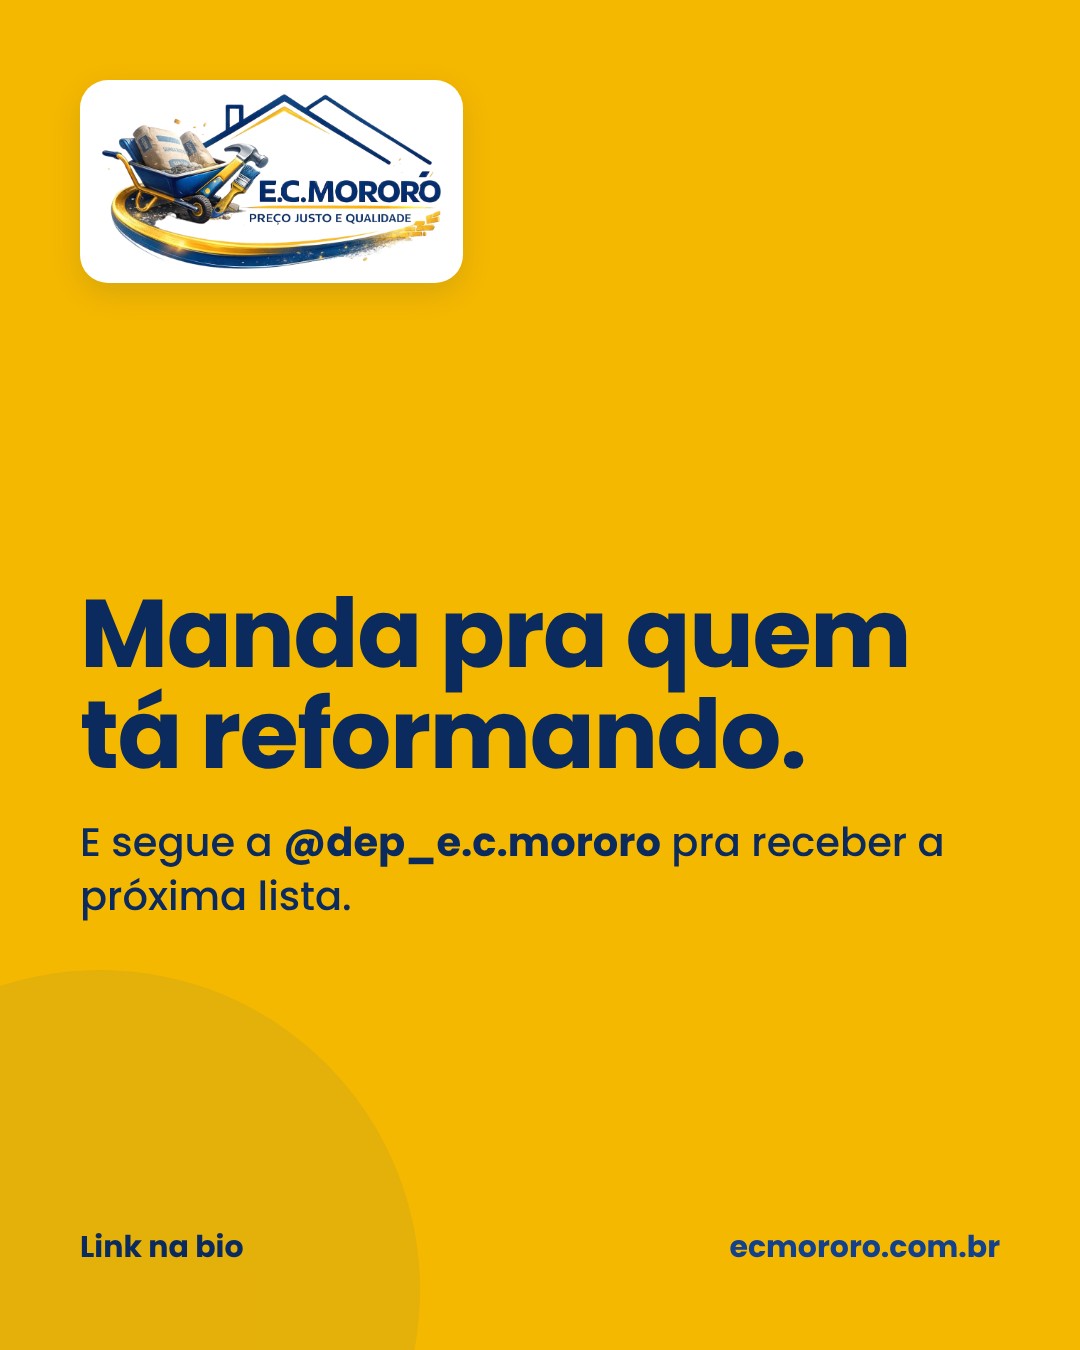 E.C.MORORÓ
PREÇO JUSTO E QUALIDADE
Manda pra quem
tá reformando.
E segue a @dep_e.c.mororo pra receber a
próxima lista.
Link na bio
ecmororo.com.br